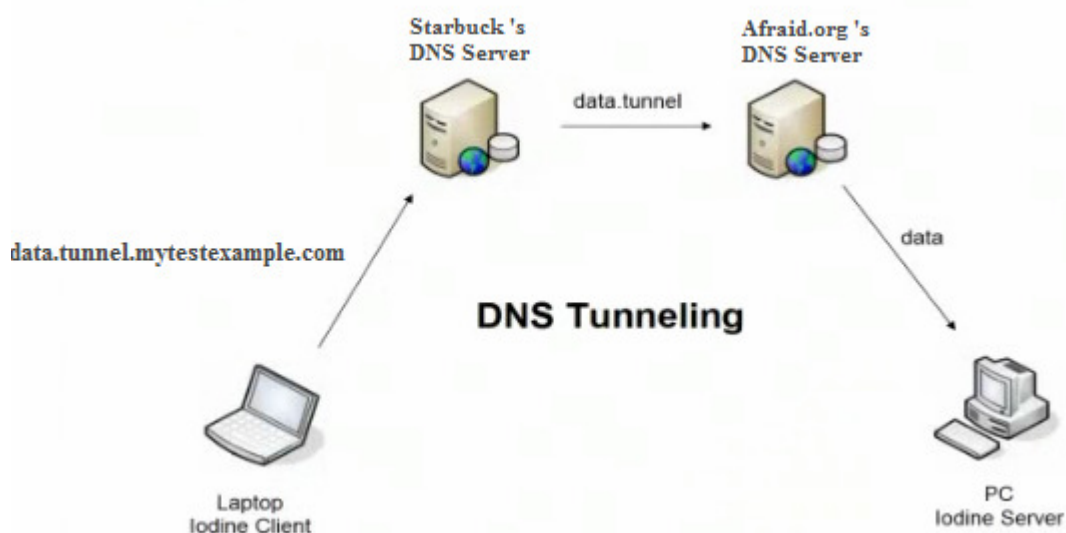 Starbuck 's
DNS Server
Afraid.org 's
DNS Server
data.tunnel
data.tunnel.mytestexample.com
data
DNS Tunneling
Laptop
Iodine Client
PC
Iodine Server